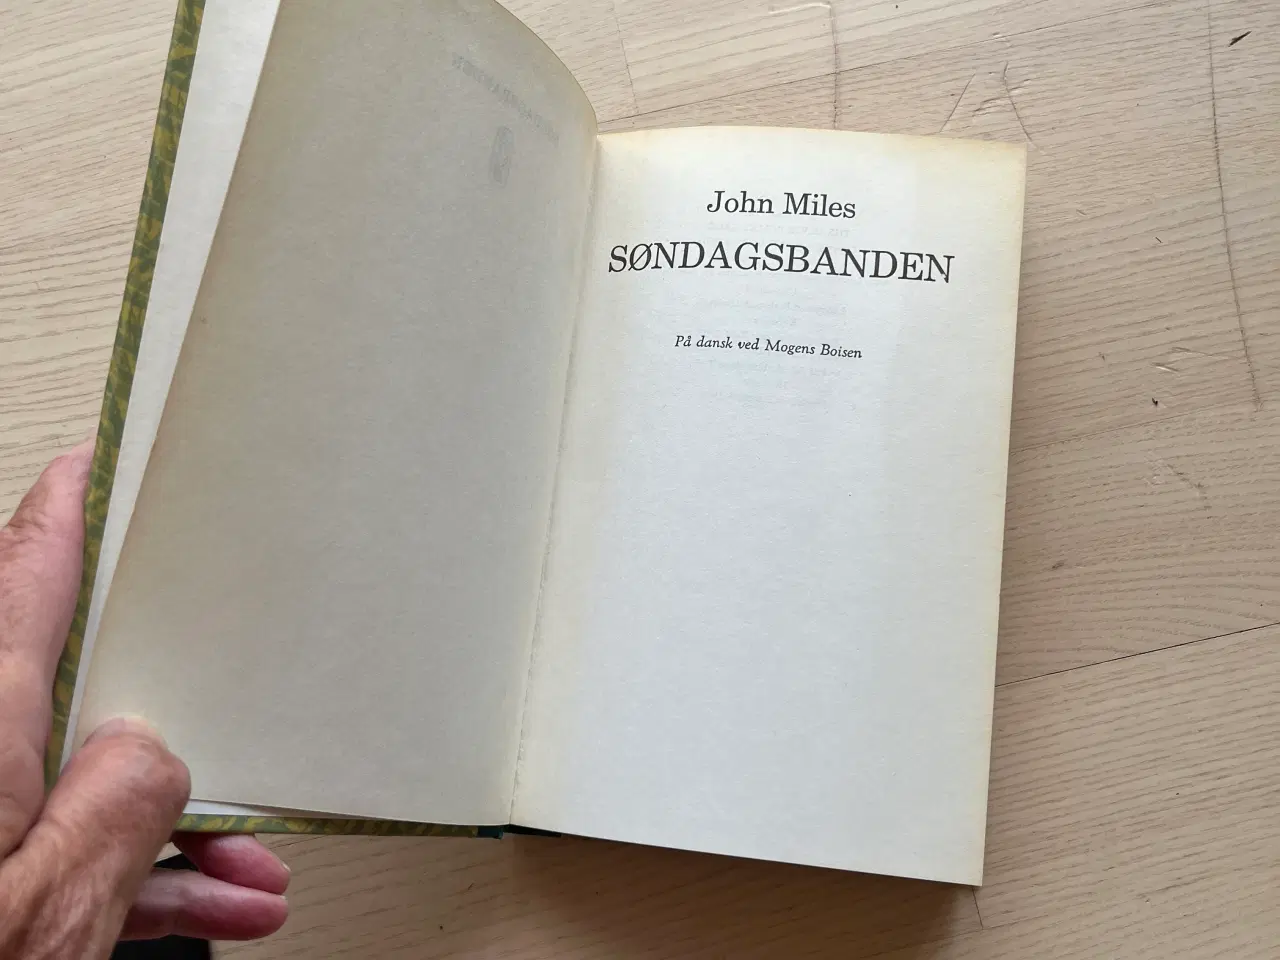 John Miles
SØNDAGSBANDEN
På dansk ved Mogens Boisen